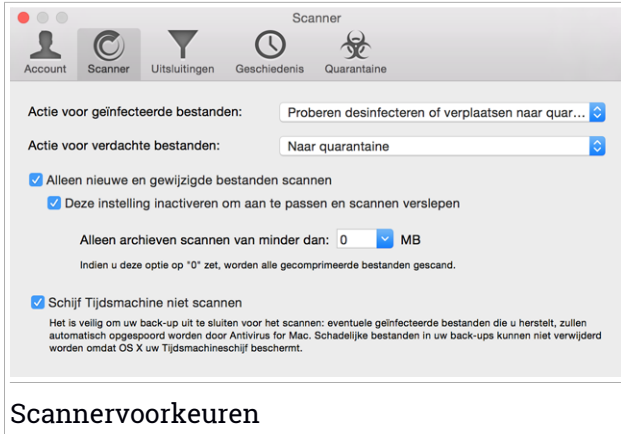 Scanner
Account Scanner Uitsluitingen Geschiedenis Quarantaine
Actie voor geïnfecteerde bestanden: Proberen desinfecteren of verplaatsen naar quar...
Actie voor verdachte bestanden: Naar quarantaine
Alleen nieuwe en gewijzigde bestanden scannen
Deze instelling inactiveren om aan te passen en scannen verslepen
Alleen archieven scannen van minder dan: 0 MB
Indien u deze optie op "0" zet, worden alle gecomprimeerde bestanden gescand.
Schijf Tijdsmachine niet scannen
Het is veilig om uw back-up uit te sluiten voor het scannen: eventuele geïnfecteerde bestanden die u herstelt, zullen
automatisch opgespoord worden door Antivirus for Mac. Schadelijke bestanden in uw back-ups kunnen niet verwijderd
worden omdat OS X uw Tijdsmachineschijf beschermt.
Scannervoorkeuren